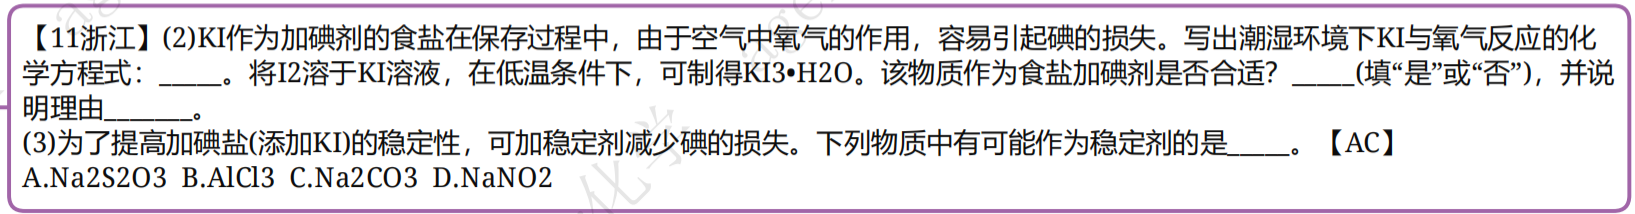 【11浙江】(2)KI作为加碘剂的食盐在保存过程中，由于空气中氧气的作用，容易引起碘的损失。写出潮湿环境下KI与氧气反应的化
学方程式：_____。将I2溶于KI溶液，在低温条件下，可制得KI3•H2O。该物质作为食盐加碘剂是否合适？_____(填“是”或“否”)，并说
明理由_______。
(3)为了提高加碘盐(添加KI)的稳定性，可加稳定剂减少碘的损失。下列物质中有可能作为稳定剂的是_____。【AC】
A.Na2S2O3 B.AlCl3 C.Na2CO3 D.NaNO2
化学